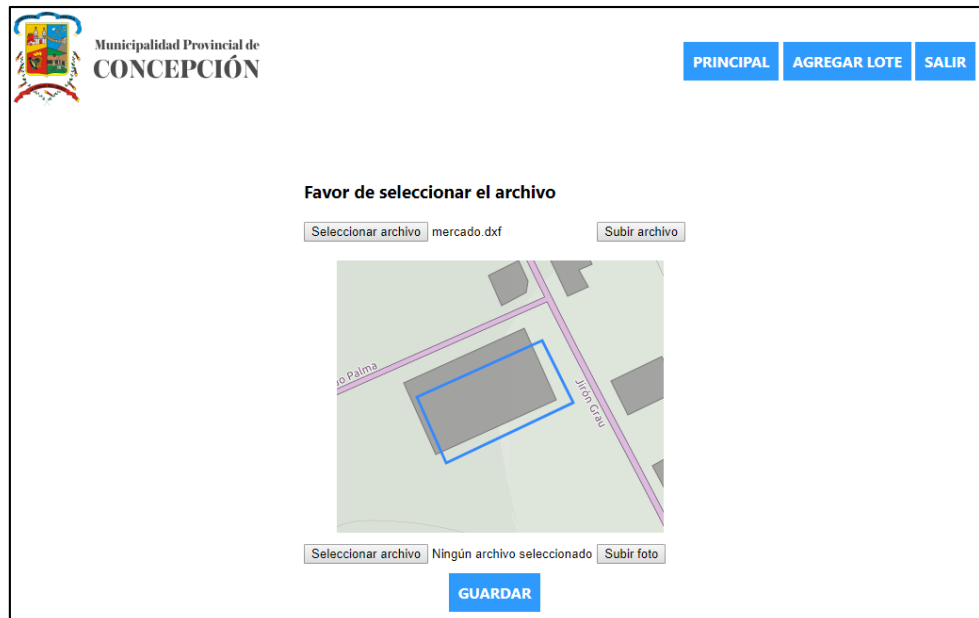 Municipalidad Provincial de
CONCEPCIÓN
PRINCIPAL AGREGAR LOTE SALIR
Favor de seleccionar el archivo
Seleccionar archivo mercado.dxf Subir archivo
Palma
Jirón Grau
Seleccionar archivo Ningún archivo seleccionado Subir foto
GUARDAR